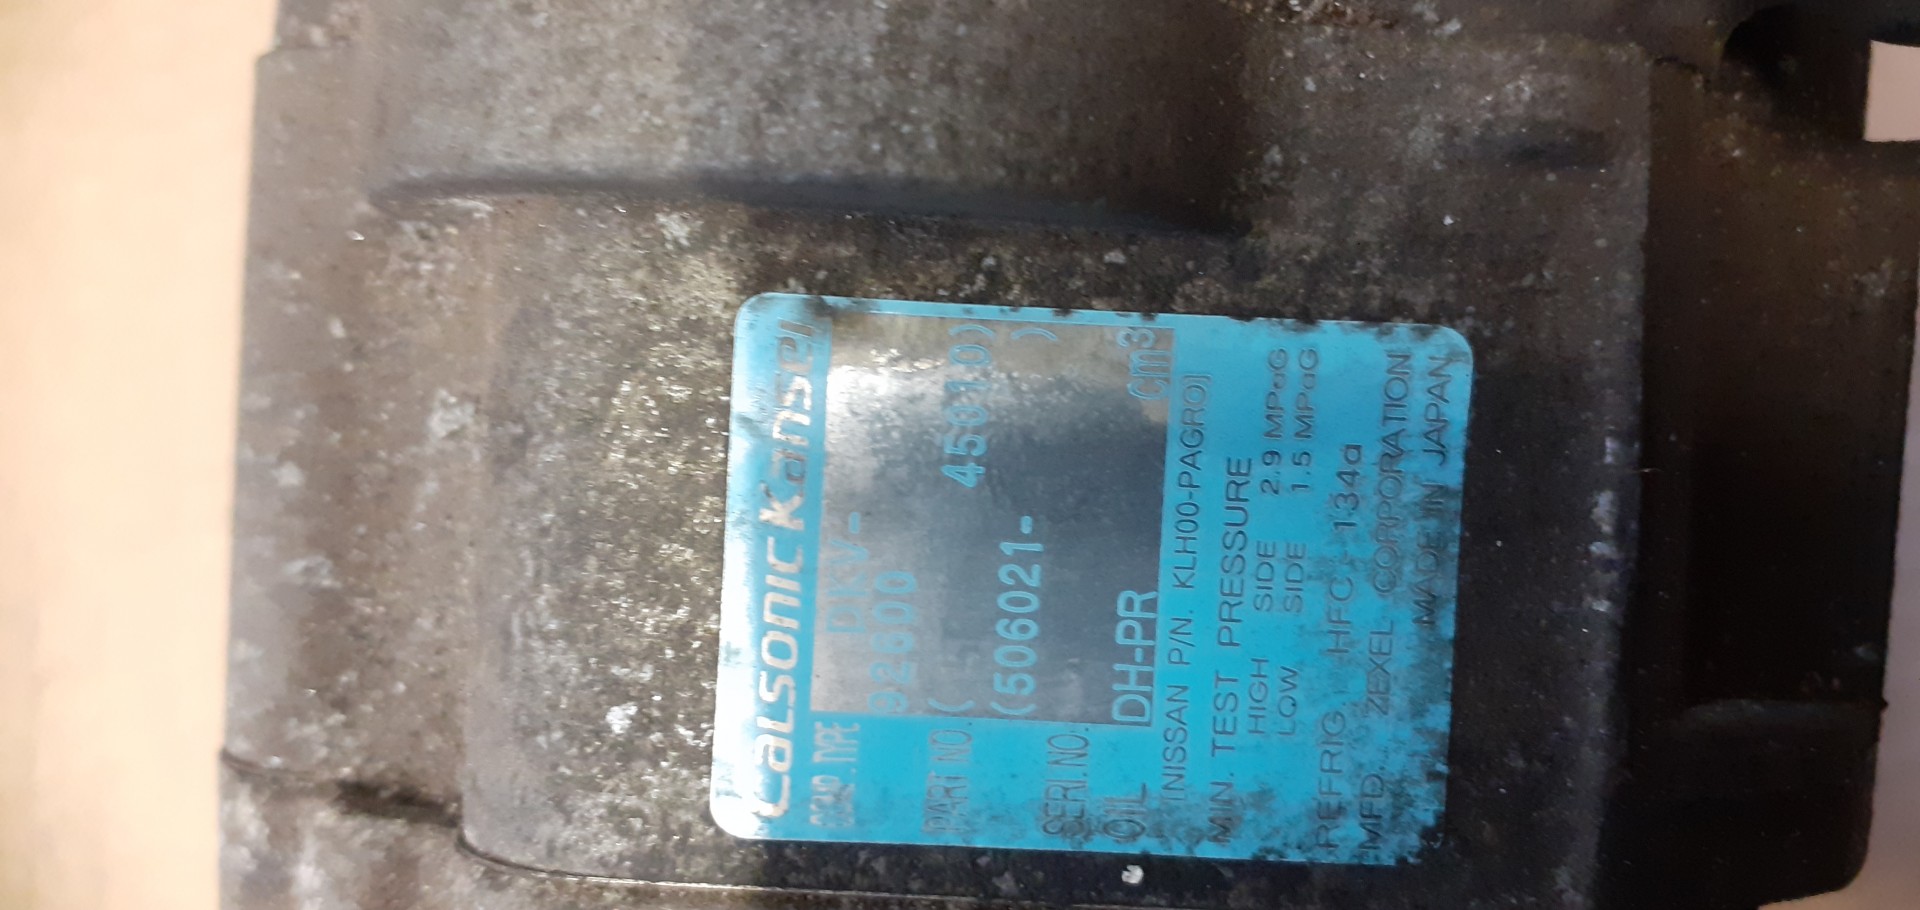 Calsonic Kansei
COMP. TYPE DKV-
92600
PART NO. ( 45010)
(506021- )
SERI.NO.
OIL DH-PR cm3
[NISSAN P/N. KLH00-PAGRO]
MIN. TEST PRESSURE
HIGH SIDE 2.9 MPaG
LOW SIDE 1.5 MPaG
REFRIG. HFC-134a
MFD. ZEXEL CORPORATION
MADE IN JAPAN